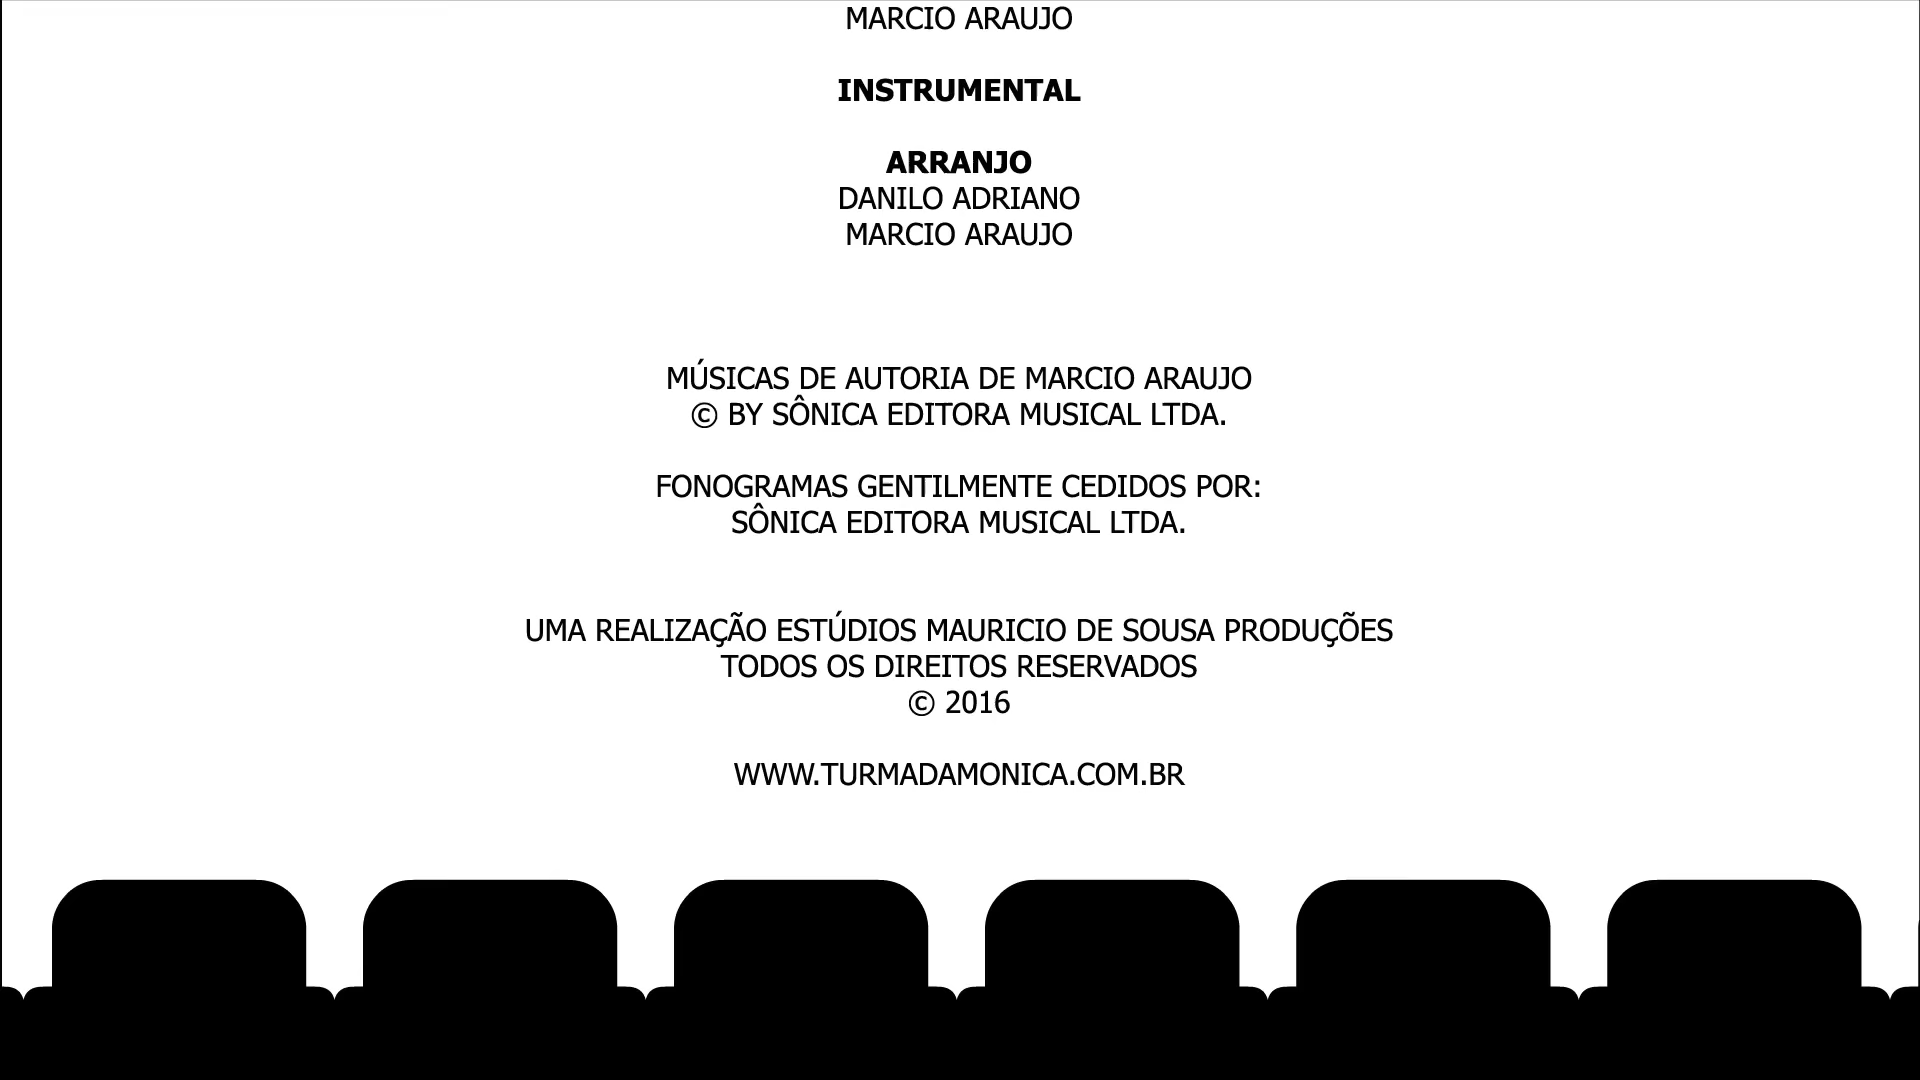 MARCIO ARAUJO
INSTRUMENTAL
ARRANJO
DANILO ADRIANO
MARCIO ARAUJO
MÚSICAS DE AUTORIA DE MARCIO ARAUJO
© BY SÔNICA EDITORA MUSICAL LTDA.
FONOGRAMAS GENTILMENTE CEDIDOS POR:
SÔNICA EDITORA MUSICAL LTDA.
UMA REALIZAÇÃO ESTÚDIOS MAURICIO DE SOUSA PRODUÇÕES
TODOS OS DIREITOS RESERVADOS
© 2016
WWW.TURMADAMONICA.COM.BR